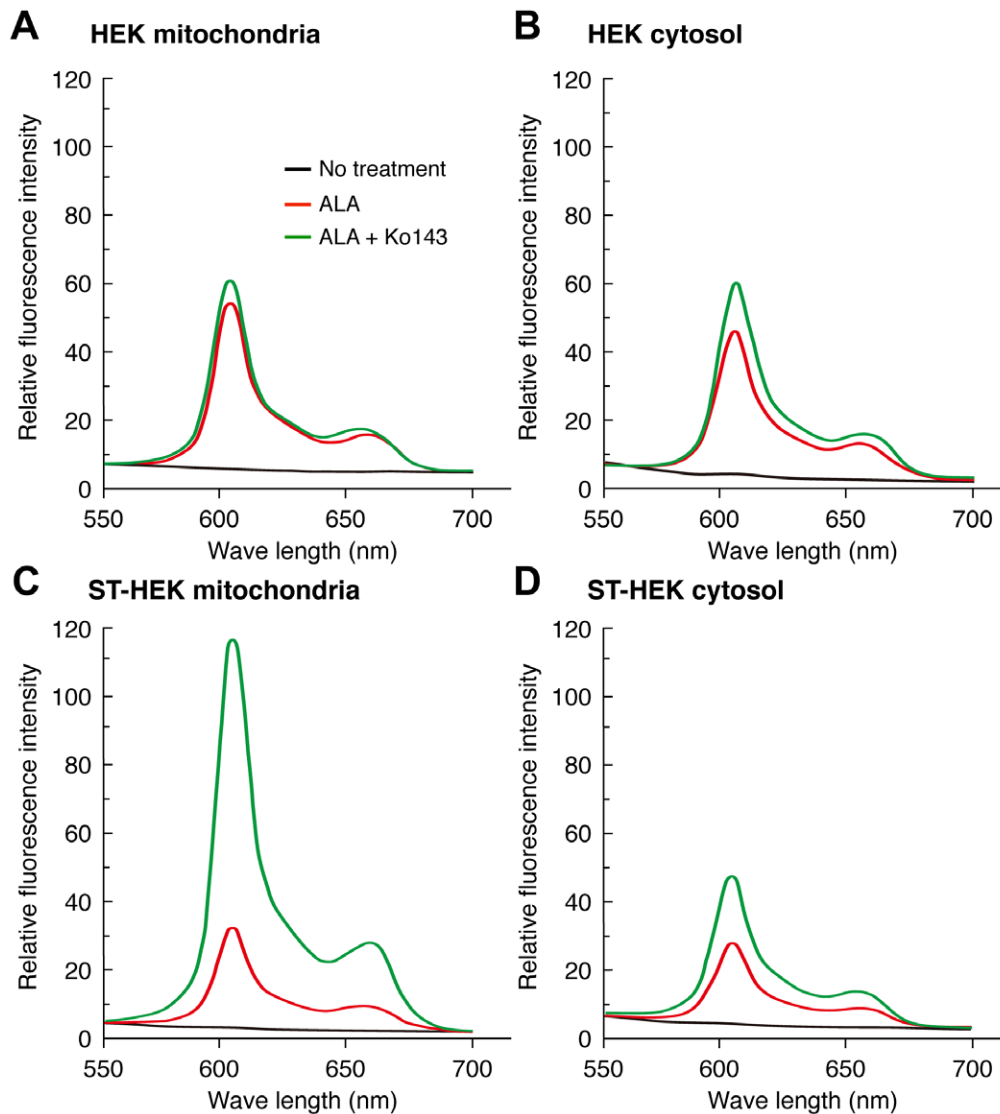 A HEK mitochondria
Relative fluorescence intensity
120
100
80
60
40
20
0
550 600 650 700
Wave length (nm)
No treatment
ALA
ALA + Ko143
B HEK cytosol
Relative fluorescence intensity
120
100
80
60
40
20
0
550 600 650 700
Wave length (nm)
C ST-HEK mitochondria
Relative fluorescence intensity
120
100
80
60
40
20
0
550 600 650 700
Wave length (nm)
D ST-HEK cytosol
Relative fluorescence intensity
120
100
80
60
40
20
0
550 600 650 700
Wave length (nm)